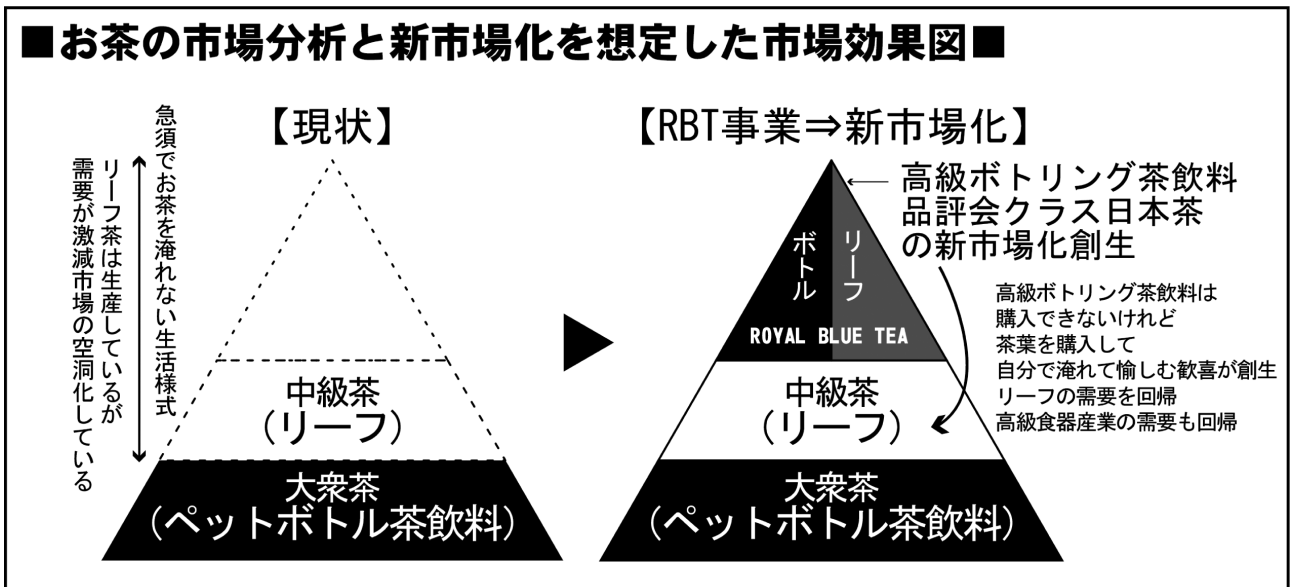 ■お茶の市場分析と新市場化を想定した市場効果図■
【現状】
急須でお茶を淹れない生活様式
リーフ茶は生産しているが
需要が激減市場の空洞化している
中級茶
(リーフ)
大衆茶
(ペットボトル茶飲料)
【RBT事業⇒新市場化】
高級ボトリング茶飲料
品評会クラス日本茶
の新市場化創生
ボトル
リーフ
ROYAL BLUE TEA
高級ボトリング茶飲料は
購入できないけれど
茶葉を購入して
自分で淹れて愉しむ歓喜が創生
リーフの需要を回帰
高級食器産業の需要も回帰
中級茶
(リーフ)
大衆茶
(ペットボトル茶飲料)